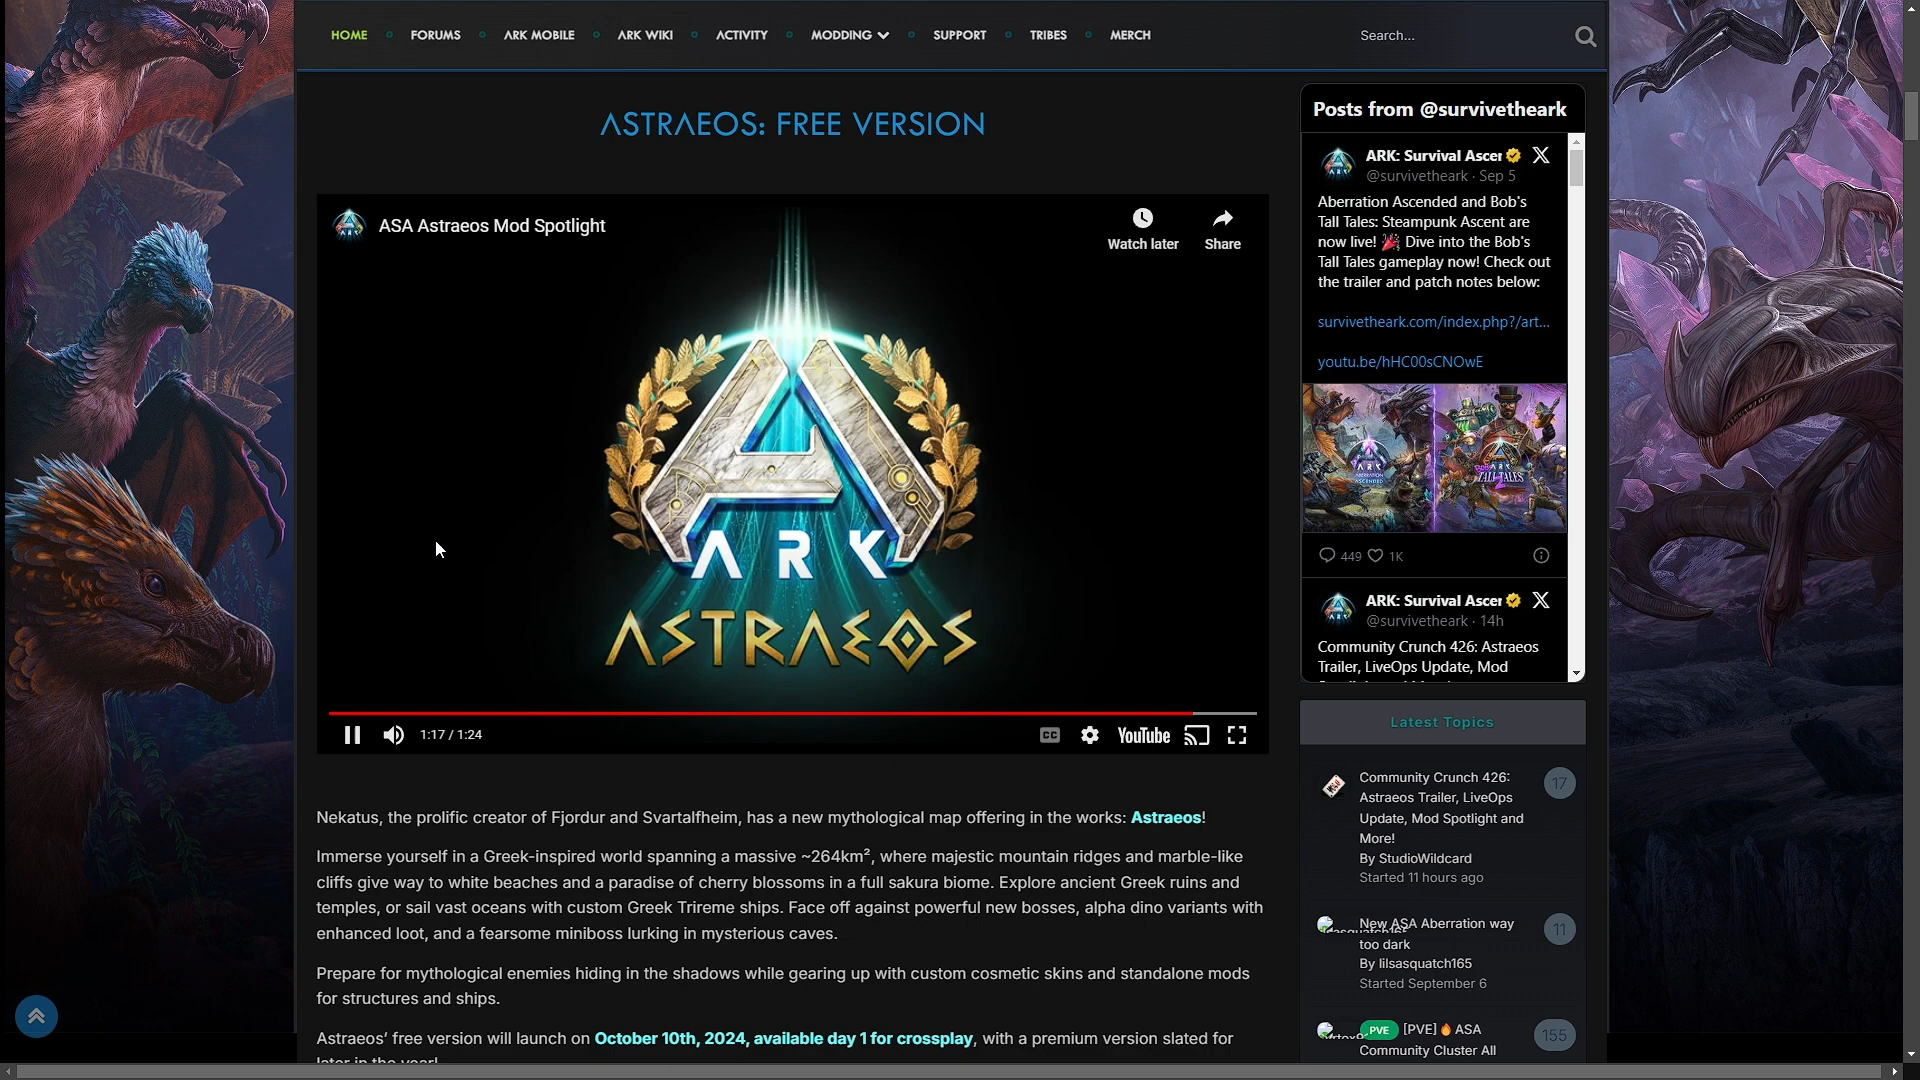 HOME
FORUMS
ARK MOBILE
ARK WIKI
ACTIVITY
MODDING
SUPPORT
TRIBES
MERCH
Search...
ASTRAEOS: FREE VERSION
ASA Astraeos Mod Spotlight
Watch later
Share
ARK
ASTRAEOS
1:17 / 1:24
CC
YouTube
Nekatus, the prolific creator of Fjordur and Svartalfheim, has a new mythological map offering in the works: Astraeos!
Immerse yourself in a Greek-inspired world spanning a massive ~264km², where majestic mountain ridges and marble-like
cliffs give way to white beaches and a paradise of cherry blossoms in a full sakura biome. Explore ancient Greek ruins and
temples, or sail vast oceans with custom Greek Trireme ships. Face off against powerful new bosses, alpha dino variants with
enhanced loot, and a fearsome miniboss lurking in mysterious caves.
Prepare for mythological enemies hiding in the shadows while gearing up with custom cosmetic skins and standalone mods
for structures and ships.
Astraeos’ free version will launch on October 10th, 2024, available day 1 for crossplay, with a premium version slated for
later in the year!
Posts from @survivetheark
ARK: Survival Ascer
@survivetheark · Sep 5
Aberration Ascended and Bob's
Tall Tales: Steampunk Ascent are
now live! 🎉 Dive into the Bob's
Tall Tales gameplay now! Check out
the trailer and patch notes below:
survivetheark.com/index.php?/art...
youtu.be/hHC00sCNOwE
ARK
ABERRATION
ASCENDED
ARK
TALL TALES
449
1K
ARK: Survival Ascer
@survivetheark · 14h
Community Crunch 426: Astraeos
Trailer, LiveOps Update, Mod
Latest Topics
Community Crunch 426:
Astraeos Trailer, LiveOps
Update, Mod Spotlight and
More!
By StudioWildcard
Started 11 hours ago
17
New ASA Aberration way
too dark
By lilsasquatch165
Started September 6
11
PVE [PVE]🔥ASA
Community Cluster All
155